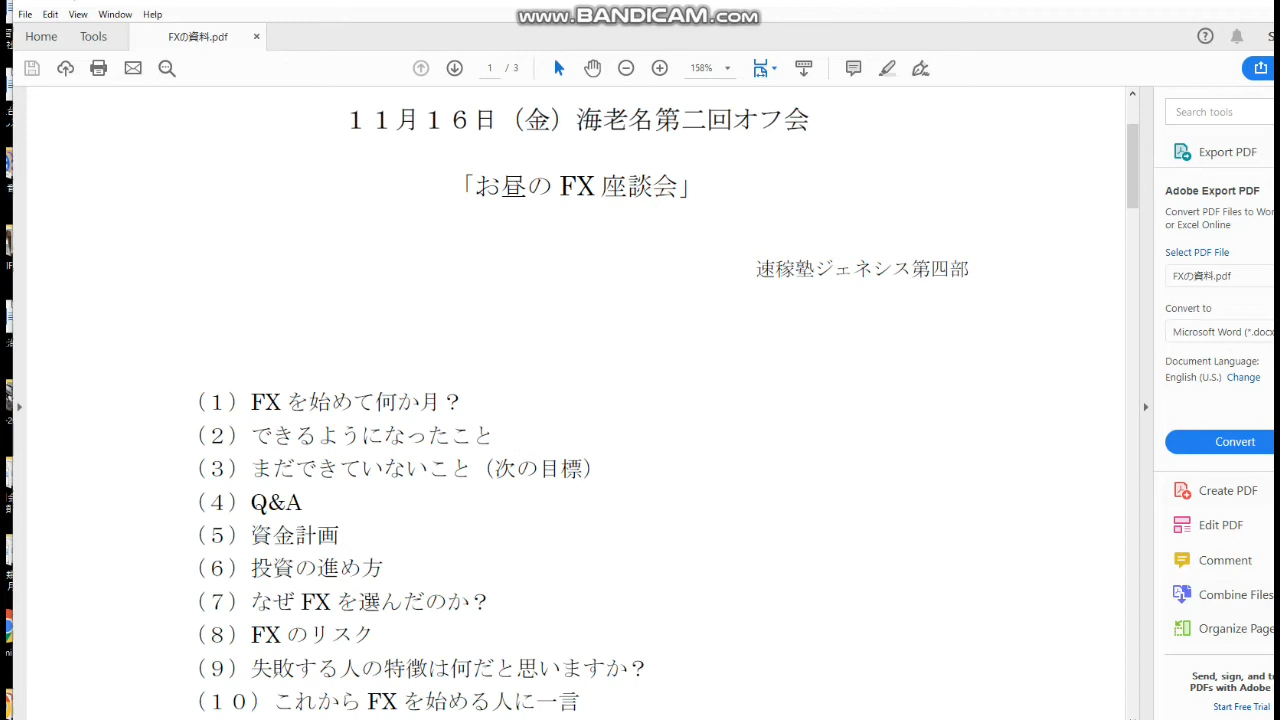 File Edit View Window Help
www.BANDICAM.com
Home Tools FXの資料.pdf ×
1 / 3 158%
11月16日（金）海老名第二回オフ会
「お昼の FX 座談会」
速稼塾ジェネシス第四部
（1）FX を始めて何か月？
（2）できるようになったこと
（3）まだできていないこと（次の目標）
（4）Q&A
（5）資金計画
（6）投資の進め方
（7）なぜ FX を選んだのか？
（8）FX のリスク
（9）失敗する人の特徴は何だと思いますか？
（10）これから FX を始める人に一言
Search tools
Export PDF
Adobe Export PDF
Convert PDF Files to Wor
or Excel Online
Select PDF File
FXの資料.pdf
Convert to
Microsoft Word (*.docx
Document Language:
English (U.S.) Change
Convert
Create PDF
Edit PDF
Comment
Combine Files
Organize Page
Send, sign, and tr
PDFs with Adobe
Start Free Trial